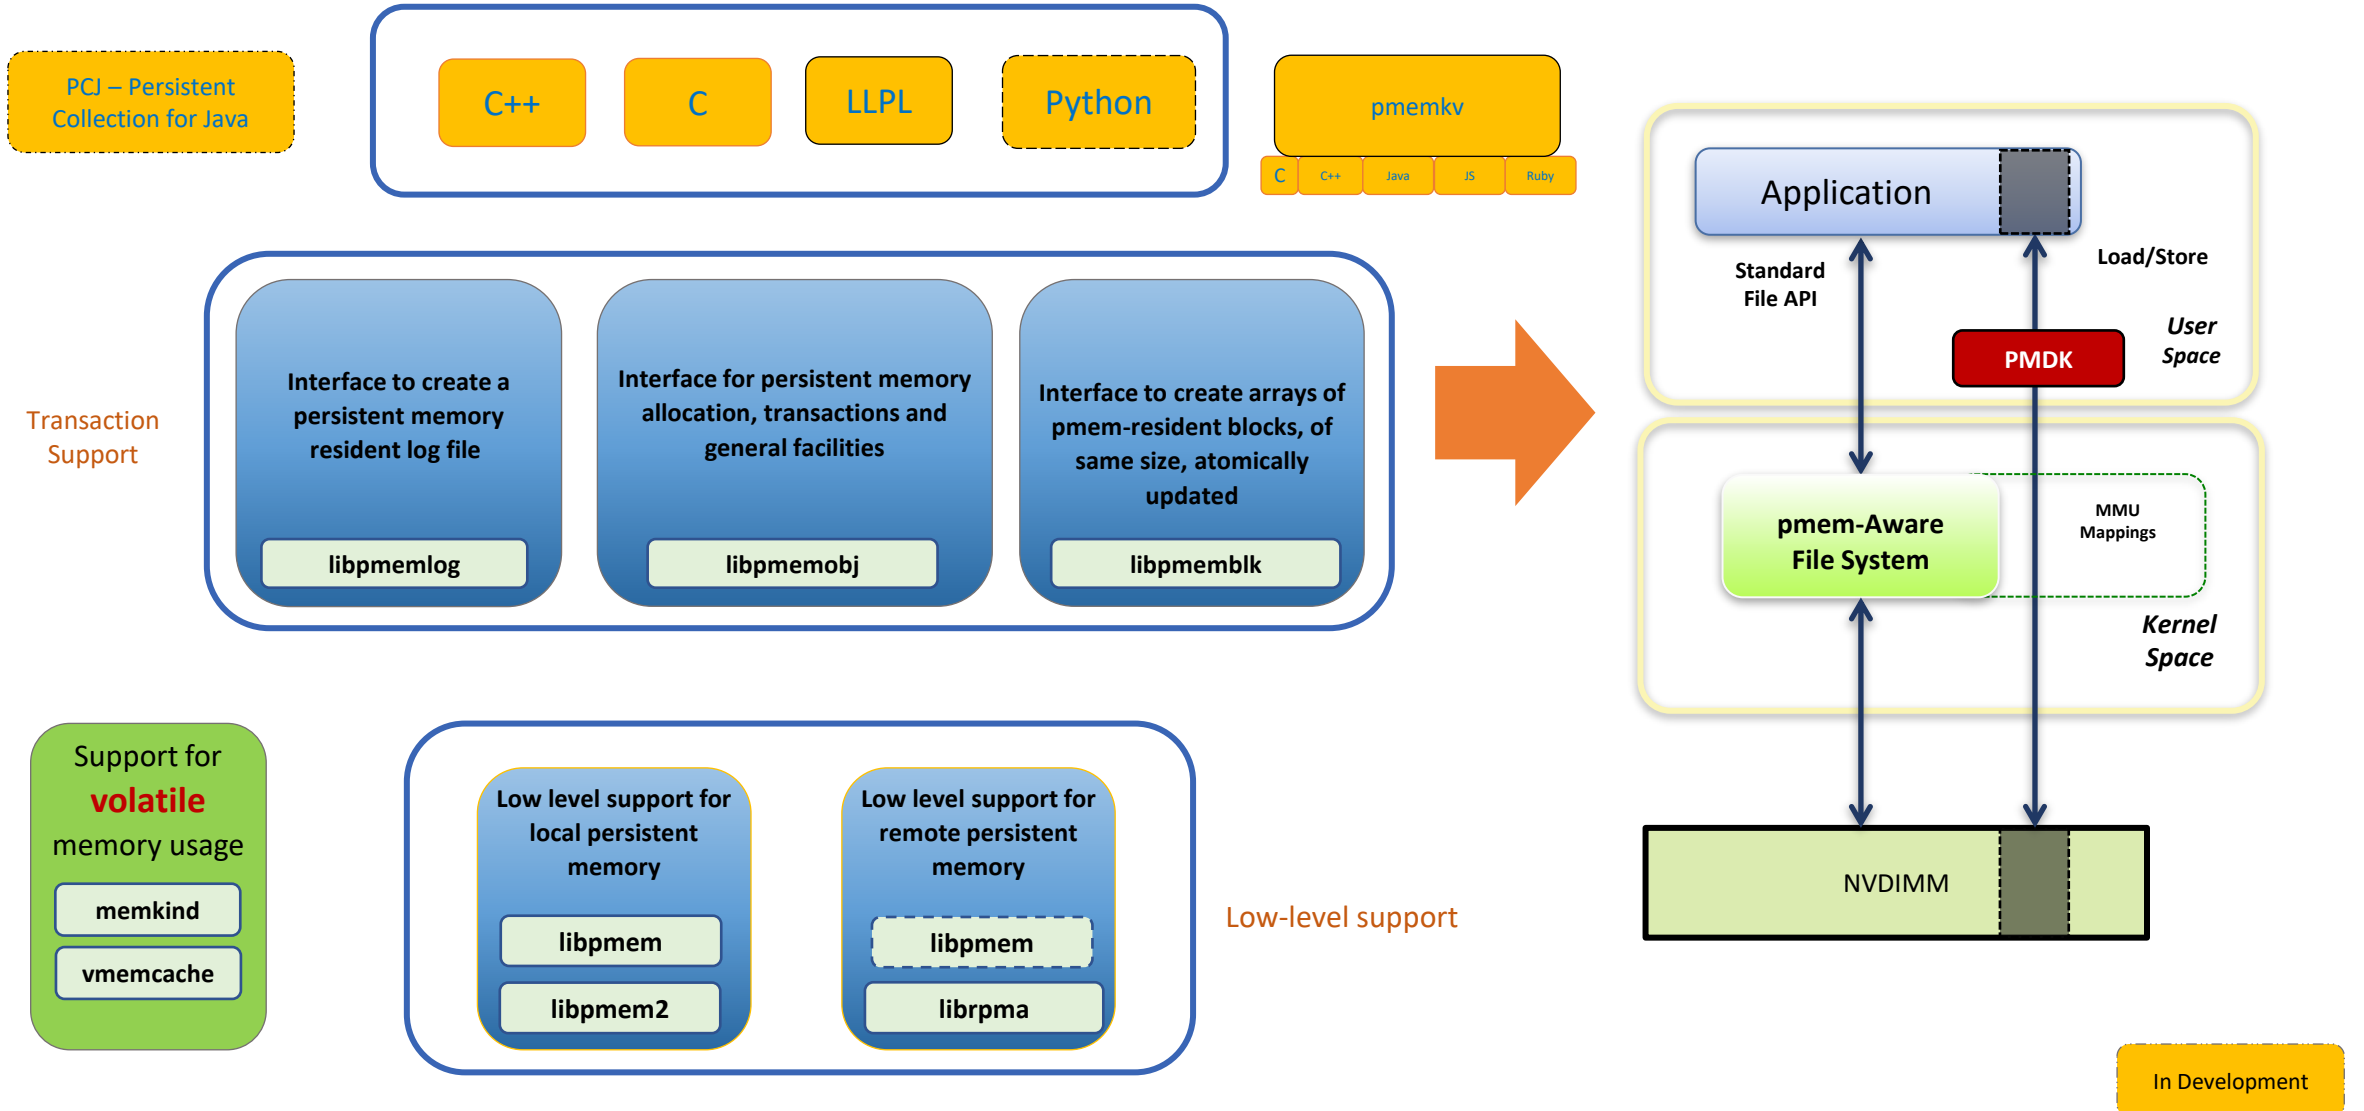 PCJ – Persistent
Collection for Java
C++
C
LLPL
Python
pmemkv
C
C++
Java
JS
Ruby
Transaction
Support
Interface to create a
persistent memory
resident log file
libpmemlog
Interface for persistent memory
allocation, transactions and
general facilities
libpmemobj
Interface to create arrays of
pmem-resident blocks, of
same size, atomically
updated
libpmemblk
Support for
volatile
memory usage
memkind
vmemcache
Low level support for
local persistent
memory
libpmem
libpmem2
Low level support for
remote persistent
memory
libpmem
librpma
Low-level support
Application
Standard
File API
Load/Store
User
Space
PMDK
pmem-Aware
File System
MMU
Mappings
Kernel
Space
NVDIMM
In Development